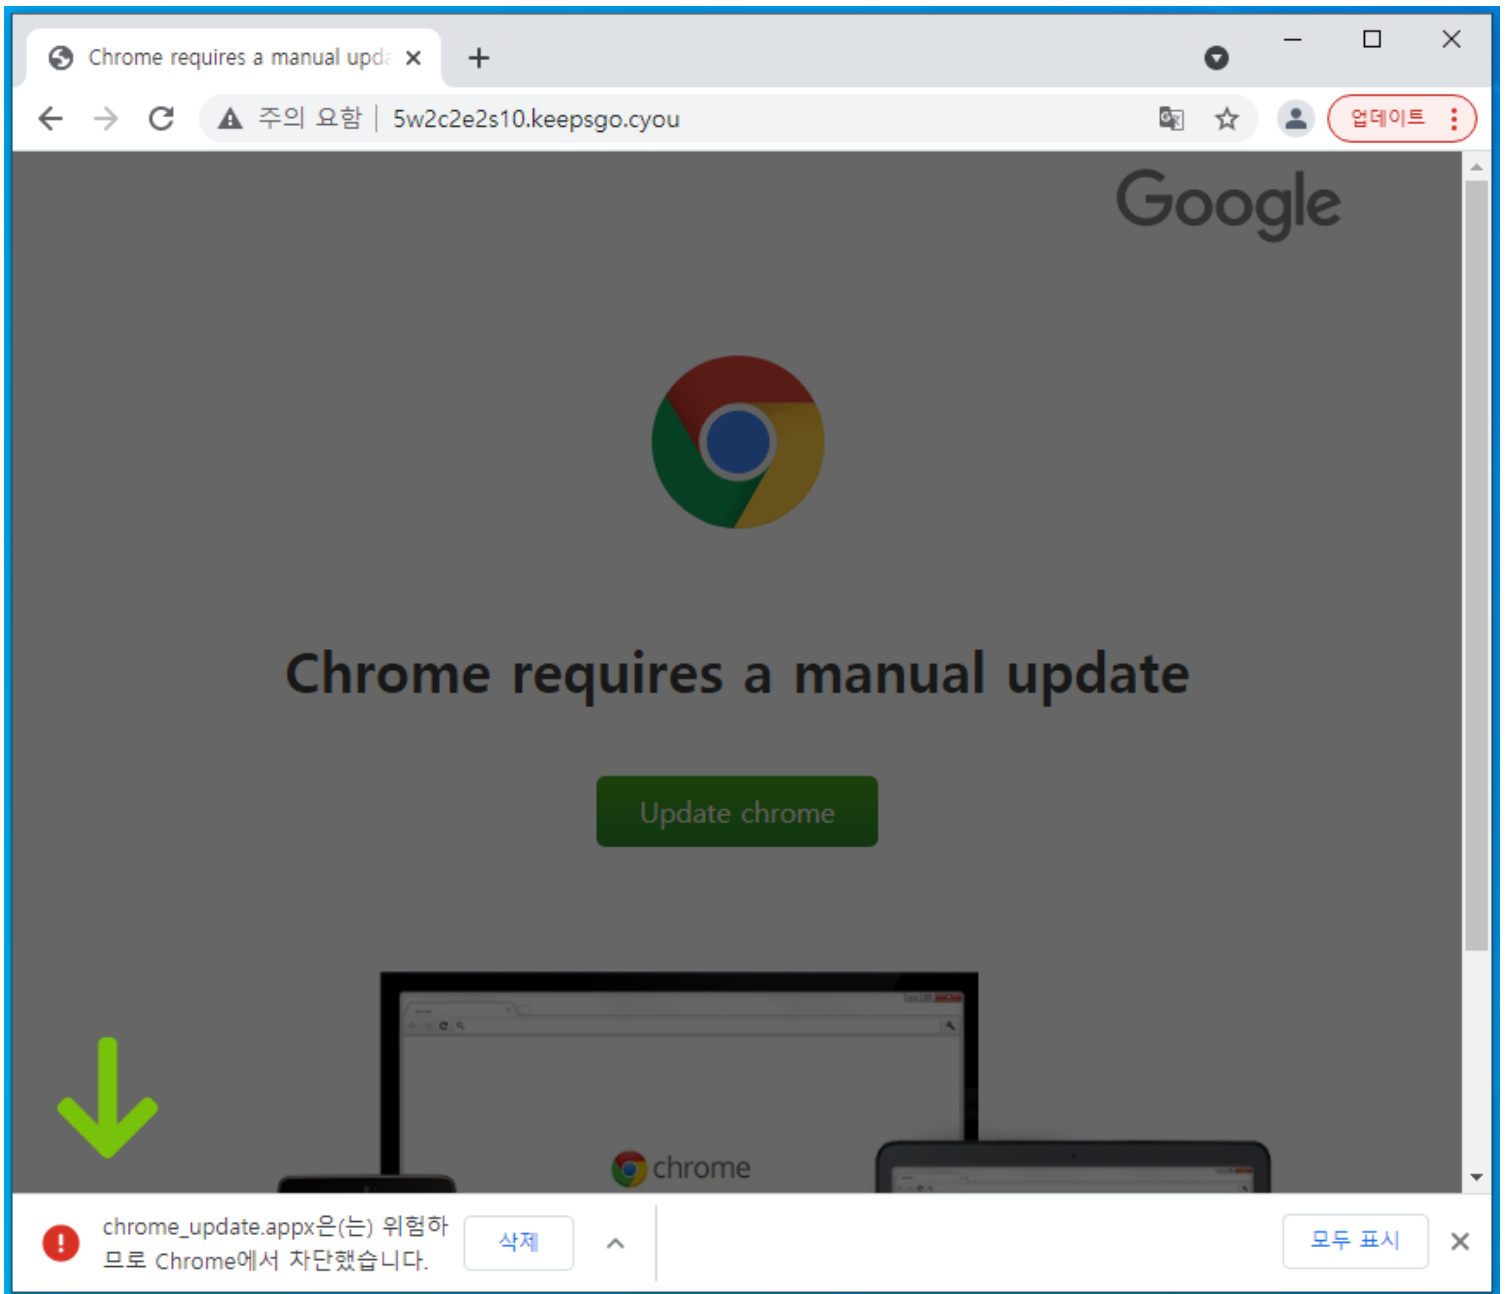 Chrome requires a manual upda
주의 요함
5w2c2e2s10.keepsgo.cyou
업데이트
Google
Chrome requires a manual update
Update chrome
chrome
chrome_update.appx은(는) 위험하
므로 Chrome에서 차단했습니다.
삭제
모두 표시